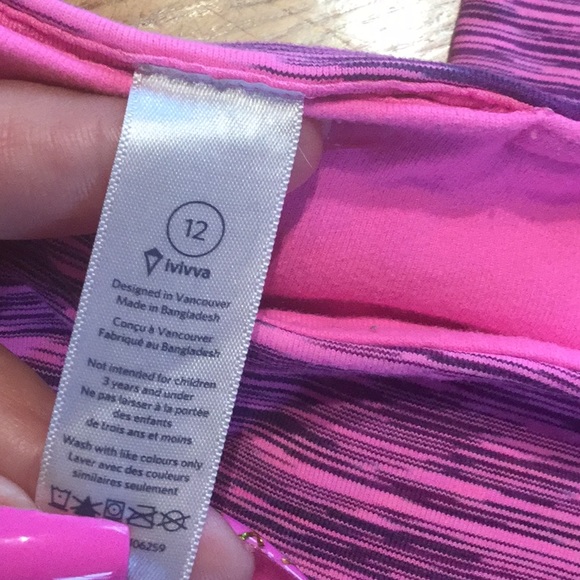 12
ivivva
Designed in Vancouver
Made in Bangladesh
Conçu à Vancouver
Fabriqué au Bangladesh
Not intended for children
3 years and under
Ne pas laisser à la portée
des enfants
de trois ans et moins
Wash with like colours only
Laver avec des couleurs
similaires seulement
06259